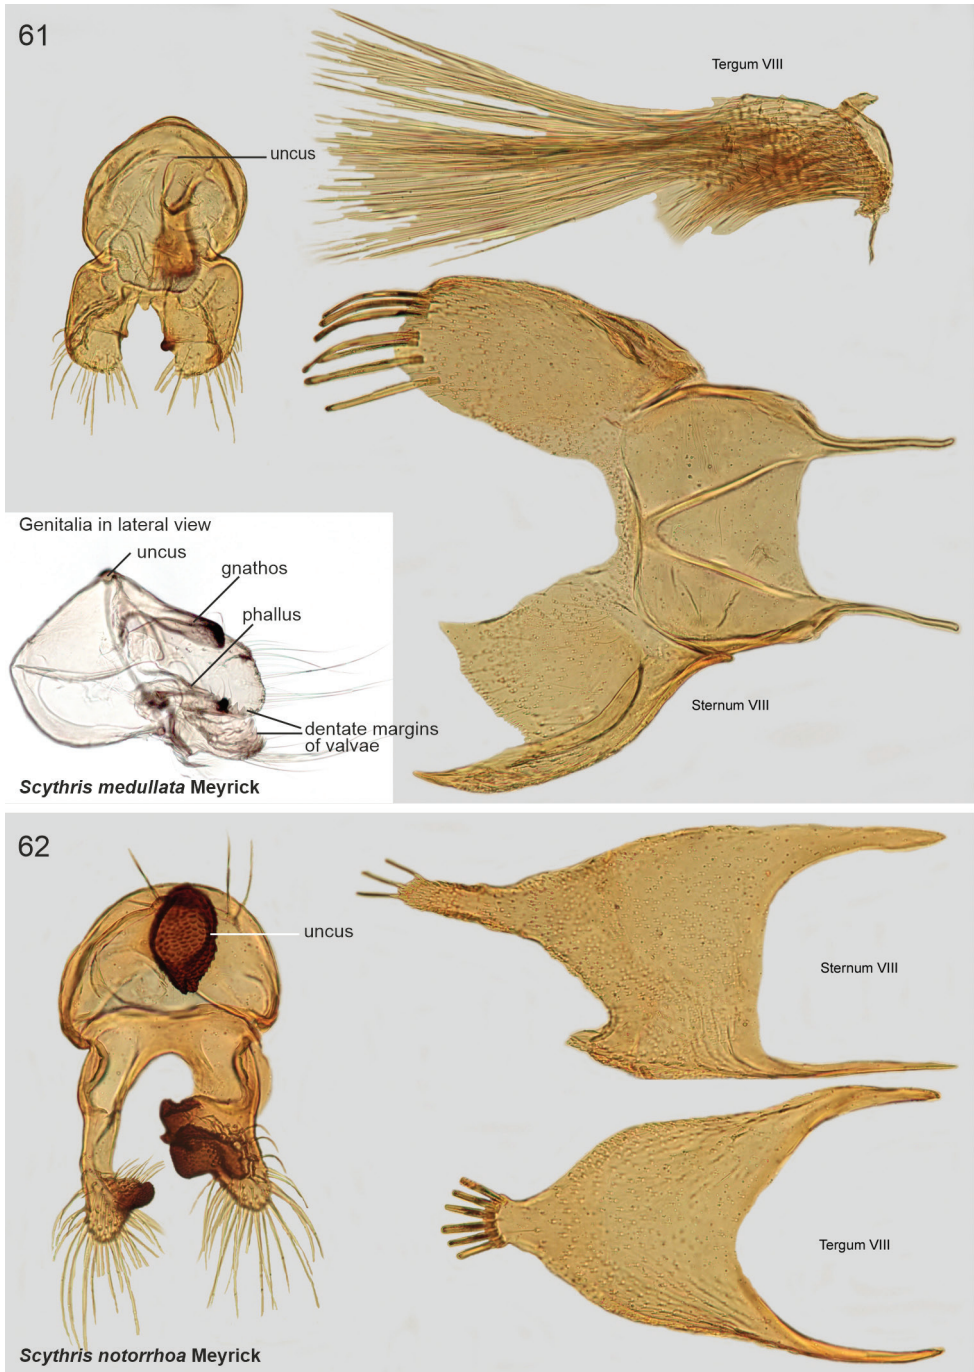 61
Tergum VIII
uncus
Genitalia in lateral view
uncus
gnathos
phallus
dentate margins
of valvae
Sternum VIII
Scythris medullata Meyrick
62
uncus
Sternum VIII
Tergum VIII
Scythris notorrhoa Meyrick